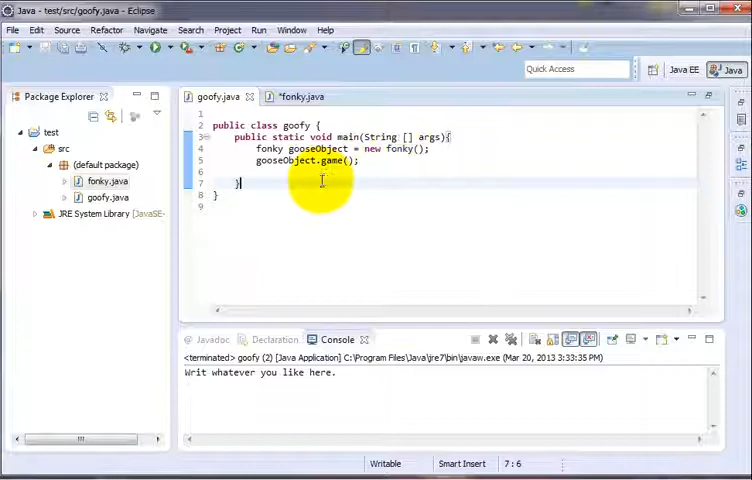 Java - test/src/goofy.java - Eclipse
File Edit Source Refactor Navigate Search Project Run Window Help
Quick Access
Java EE
Java
Package Explorer
goofy.java
*fonky.java
test
src
(default package)
fonky.java
goofy.java
JRE System Library [JavaSE-
1
2 public class goofy {
3 public static void main(String [] args){
4 fonky gooseObject = new fonky();
5 gooseObject.game();
6
7 }
8 }
9
@ Javadoc
Declaration
Console
<terminated> goofy (2) [Java Application] C:\Program Files\Java\jre7\bin\javaw.exe (Mar 20, 2013 3:33:35 PM)
Writ whatever you like here.
Writable
Smart Insert
7 : 6